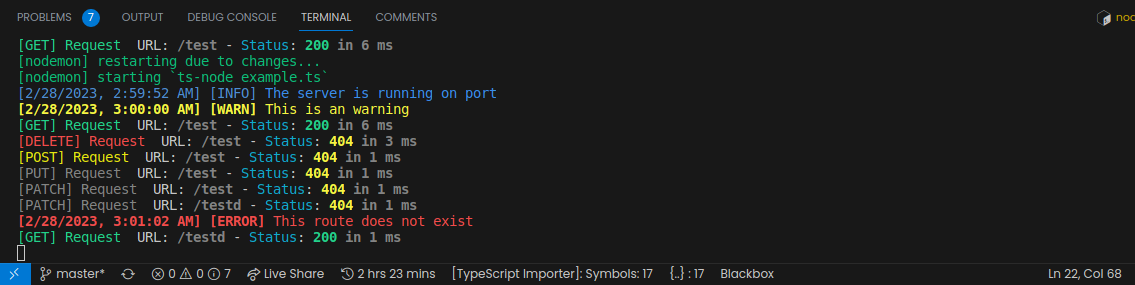 PROBLEMS 7 OUTPUT DEBUG CONSOLE TERMINAL COMMENTS
[GET] Request  URL: /test - Status: 200 in 6 ms
[nodemon] restarting due to changes...
[nodemon] starting `ts-node example.ts`
[2/28/2023, 2:59:52 AM] [INFO] The server is running on port
[2/28/2023, 3:00:00 AM] [WARN] This is an warning
[GET] Request  URL: /test - Status: 200 in 6 ms
[DELETE] Request  URL: /test - Status: 404 in 3 ms
[POST] Request  URL: /test - Status: 404 in 1 ms
[PUT] Request  URL: /test - Status: 404 in 1 ms
[PATCH] Request  URL: /test - Status: 404 in 1 ms
[PATCH] Request  URL: /testd - Status: 404 in 1 ms
[2/28/2023, 3:01:02 AM] [ERROR] This route does not exist
[GET] Request  URL: /testd - Status: 200 in 1 ms
master* 0 0 7 Live Share 2 hrs 23 mins [TypeScript Importer]: Symbols: 17 {..} : 17 Blackbox Ln 22, Col 68